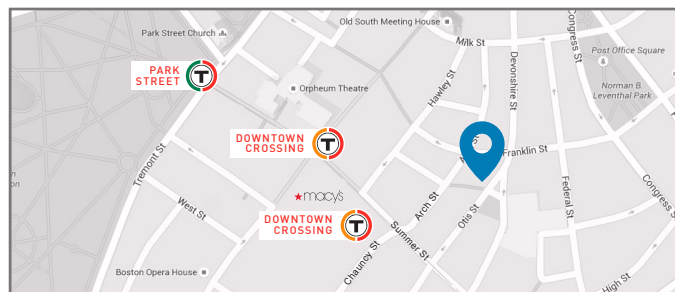 Old South Meeting House
Park Street Church
Milk St
Congress St
Post Office Square
Devonshire St
PARK
STREET
T
Hawley St
Orpheum Theatre
Norman B.
Leventhal Park
DOWNTOWN
CROSSING
T
Franklin St
Tremont St
Federal St
macy's
Arch St
Congress St
West St
Otis St
DOWNTOWN
CROSSING
T
Summer St
Chauncy St
Boston Opera House
High St